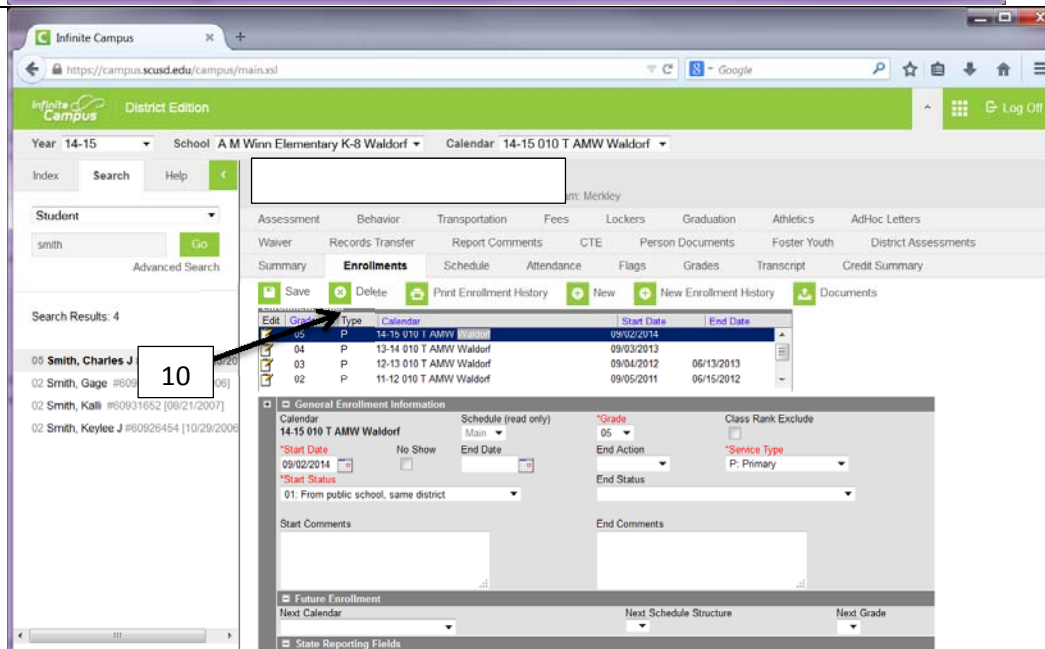 Infinite Campus × +
https://campus.scusd.edu/campus/main.xsl Google
Infinite Campus District Edition Log Off
Year 14-15 School A M Winn Elementary K-8 Waldorf Calendar 14-15 010 T AMW Waldorf
Index Search Help
Merkley
Student
Assessment Behavior Transportation Fees Lockers Graduation Athletics AdHoc Letters
smith Go
Waiver Records Transfer Report Comments CTE Person Documents Foster Youth District Assessments
Advanced Search
Summary Enrollments Schedule Attendance Flags Grades Transcript Credit Summary
Save Delete Print Enrollment History New New Enrollment History Documents
Search Results: 4
Edit Grade Type Calendar Start Date End Date
05 P 14-15 010 T AMW Waldorf 09/02/2014
04 P 13-14 010 T AMW Waldorf 09/03/2013
03 P 12-13 010 T AMW Waldorf 09/04/2012 06/13/2013
02 P 11-12 010 T AMW Waldorf 09/05/2011 06/15/2012
05 Smith, Charles J
02 Smith, Gage
02 Smith, Kalli #60931652 [08/21/2007]
02 Smith, Keylee J #60926454 [10/29/2006
10
General Enrollment Information
Calendar Schedule (read only) *Grade Class Rank Exclude
14-15 010 T AMW Waldorf Main 05
*Start Date No Show End Date End Action *Service Type
09/02/2014 P: Primary
*Start Status End Status
01: From public school, same district
Start Comments End Comments
Future Enrollment
Next Calendar Next Schedule Structure Next Grade
State Reporting Fields